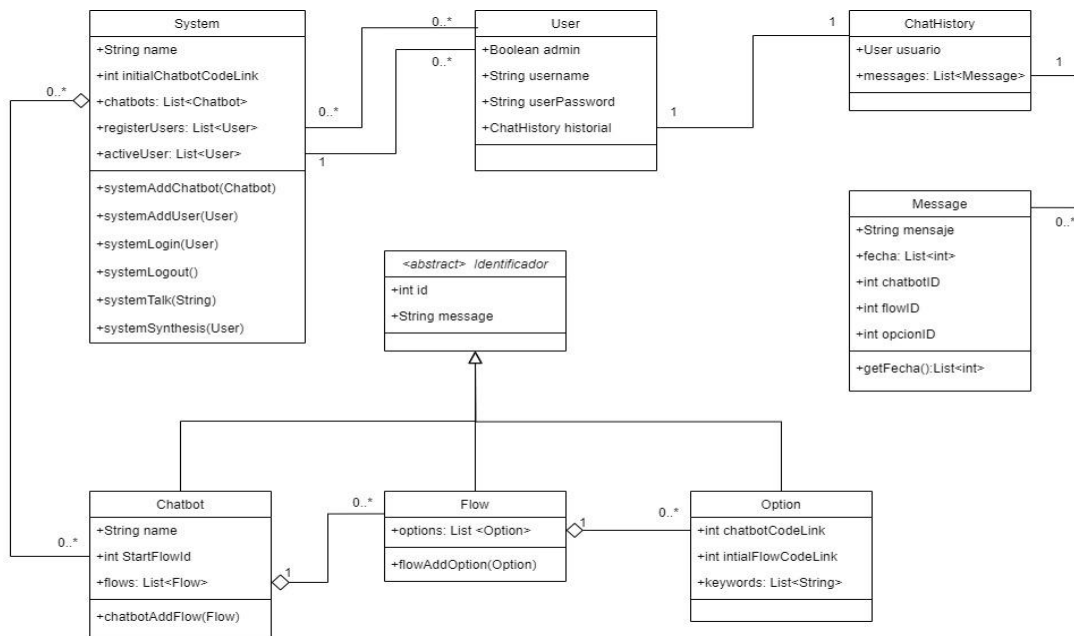 System
+String name
+int initialChatbotCodeLink
+chatbots: List<Chatbot>
+registerUsers: List<User>
+activeUser: List<User>
+systemAddChatbot(Chatbot)
+systemAddUser(User)
+systemLogin(User)
+systemLogout()
+systemTalk(String)
+systemSynthesis(User)
0..*
0..*
0..*
0..*
1
User
+Boolean admin
+String username
+String userPassword
+ChatHistory historial
1
1
ChatHistory
+User usuario
+messages: List<Message>
1
Message
+String mensaje
+fecha: List<int>
+int chatbotID
+int flowID
+int opcionID
+getFecha():List<int>
0..*
<abstract> Identificador
+int id
+String message
0..*
Chatbot
+String name
+int StartFlowId
+flows: List<Flow>
+chatbotAddFlow(Flow)
1
0..*
Flow
+options: List <Option>
+flowAddOption(Option)
1
0..*
Option
+int chatbotCodeLink
+int intialFlowCodeLink
+keywords: List<String>